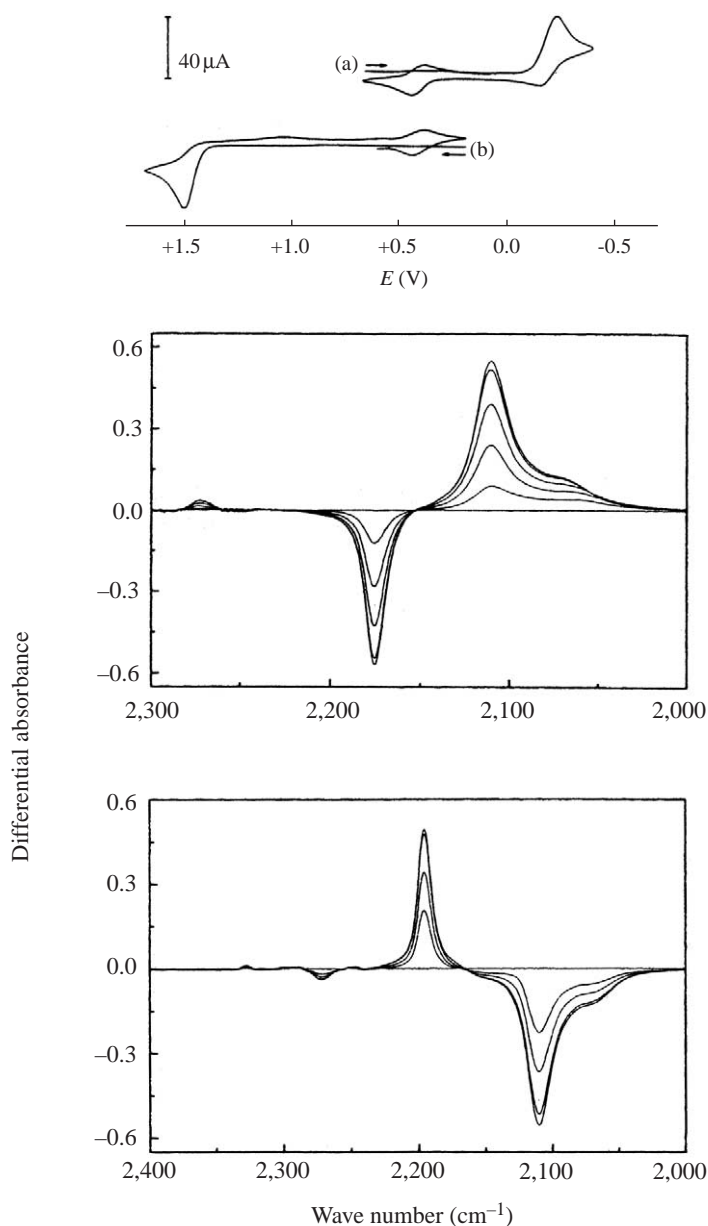 40 μA
(a)
(b)
+1.5 +1.0 +0.5 0.0 -0.5
E (V)
0.6
0.3
0.0
–0.3
–0.6
2,300 2,200 2,100 2,000
Differential absorbance
0.6
0.3
0.0
–0.3
–0.6
2,400 2,300 2,200 2,100 2,000
Wave number (cm–1)